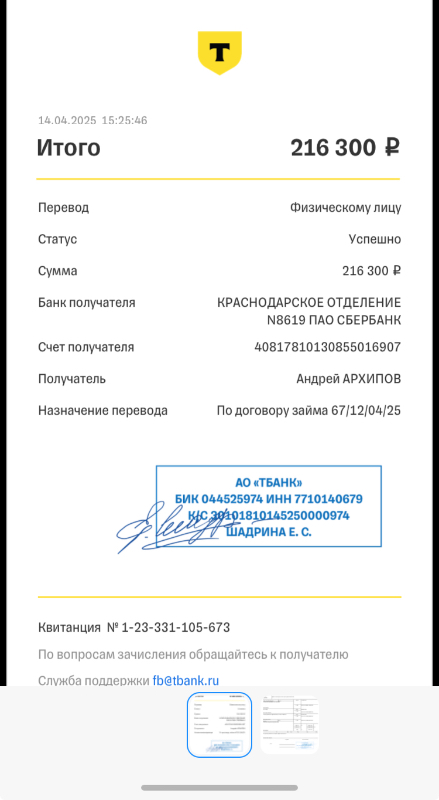 Т
14.04.2025 15:25:46
Итого 216 300 ₽
Перевод Физическому лицу
Статус Успешно
Сумма 216 300 ₽
Банк получателя КРАСНОДАРСКОЕ ОТДЕЛЕНИЕ
N8619 ПАО СБЕРБАНК
Счет получателя 40817810130855016907
Получатель Андрей АРХИПОВ
Назначение перевода По договору займа 67/12/04/25
АО «ТБАНК»
БИК 044525974 ИНН 7710140679
К/С 30101810145250000974
ШАДРИНА Е. С.
Квитанция № 1-23-331-105-673
По вопросам зачисления обращайтесь к получателю
Служба поддержки fb@tbank.ru